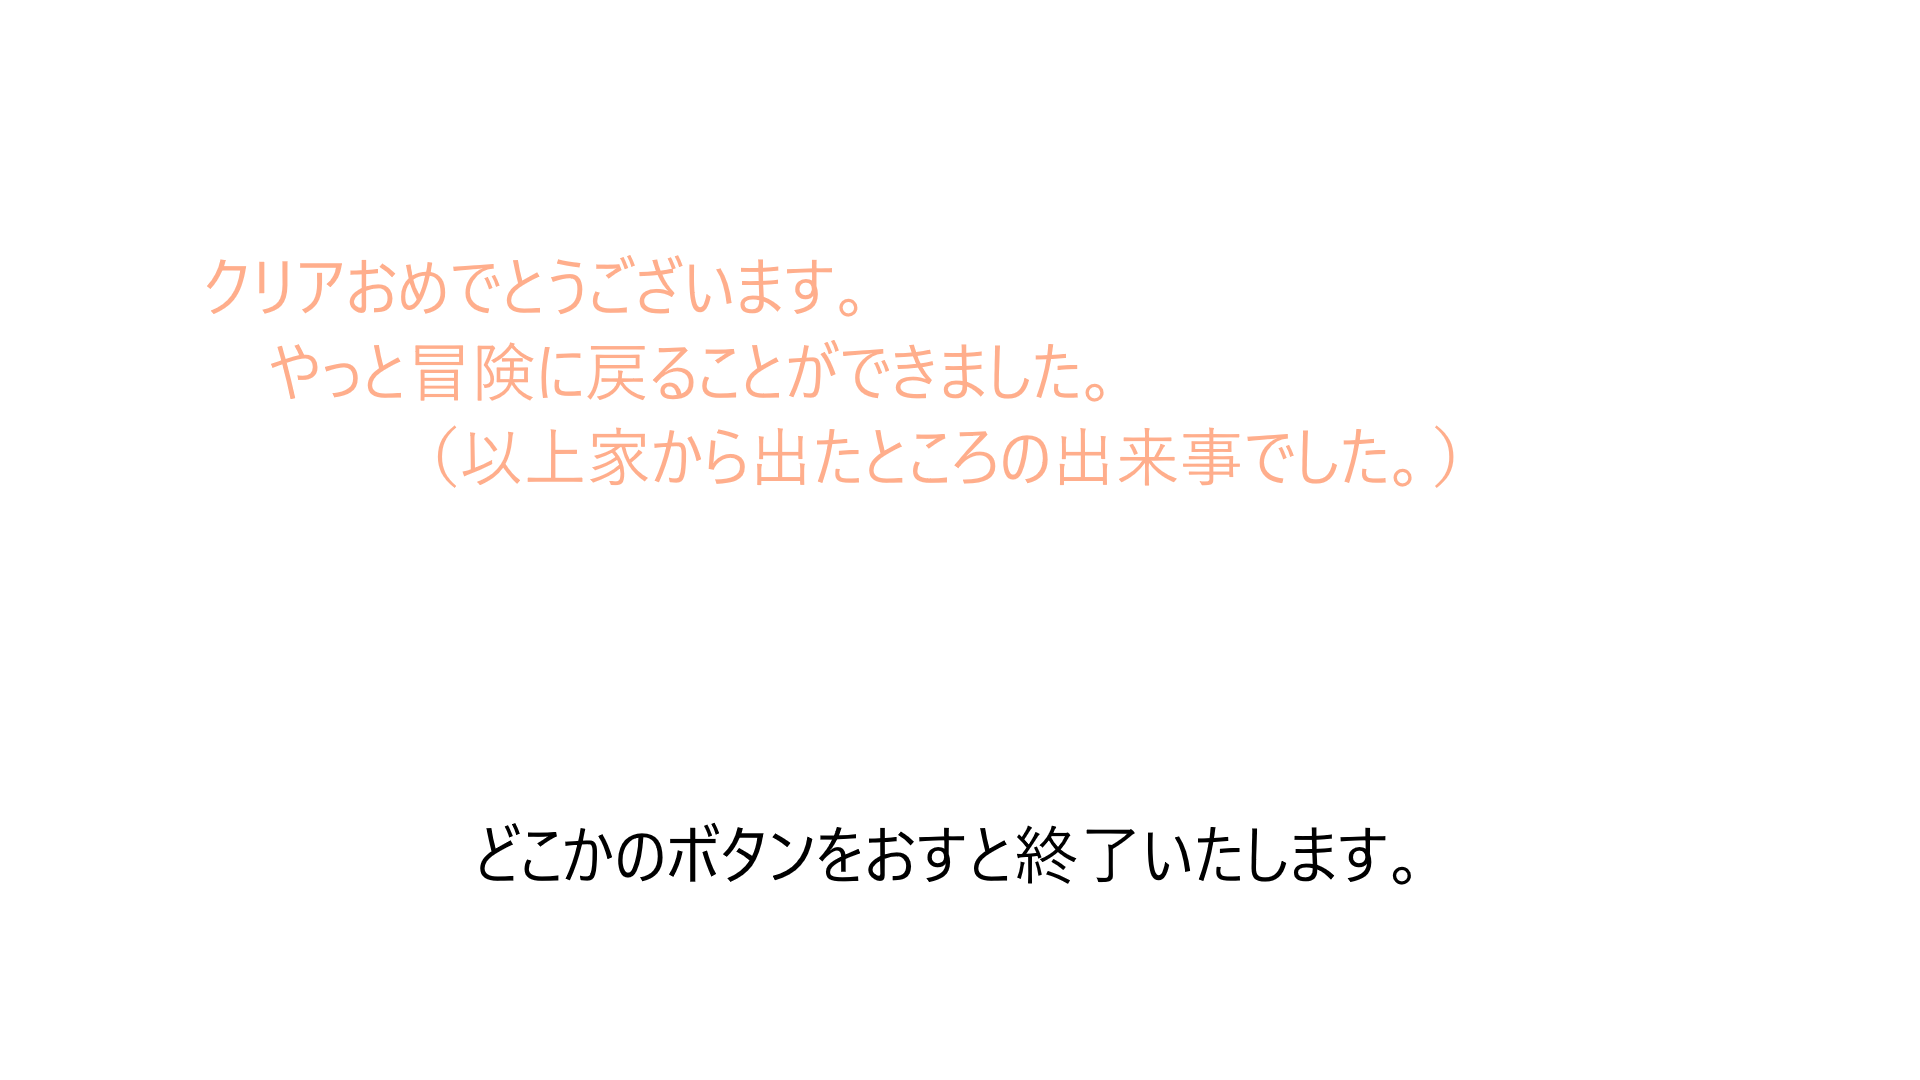 クリアおめでとうございます。
やっと冒険に戻ることができました。
（以上家から出たところの出来事でした。）
どこかのボタンをおすと終了いたします。